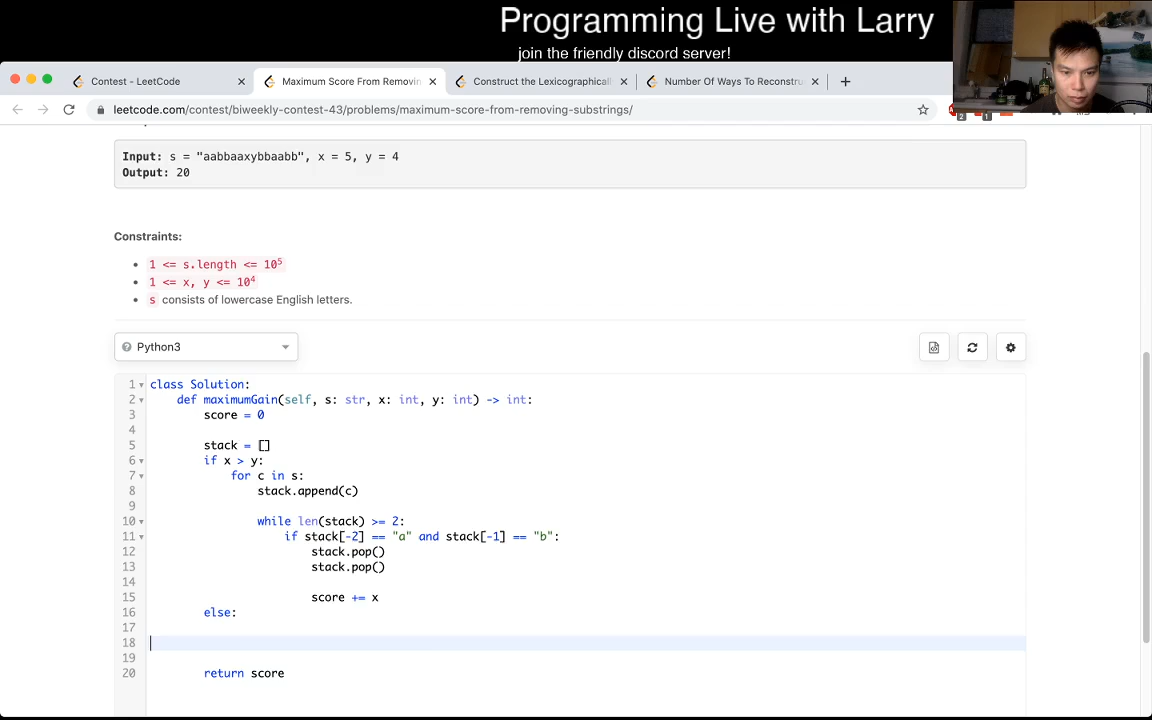 Programming Live with Larry
join the friendly discord server!
Contest - LeetCode
Maximum Score From Removin
Construct the Lexicographicall
Number Of Ways To Reconstru
leetcode.com/contest/biweekly-contest-43/problems/maximum-score-from-removing-substrings/
2
1
Input: s = "aabbaaxybbaabb", x = 5, y = 4
Output: 20
Constraints:
1 <= s.length <= 10⁵
1 <= x, y <= 10⁴
s consists of lowercase English letters.
Python3
1 class Solution:
2 def maximumGain(self, s: str, x: int, y: int) -> int:
3 score = 0
4
5 stack = []
6 if x > y:
7 for c in s:
8 stack.append(c)
9
10 while len(stack) >= 2:
11 if stack[-2] == "a" and stack[-1] == "b":
12 stack.pop()
13 stack.pop()
14
15 score += x
16 else:
17
18
19
20 return score